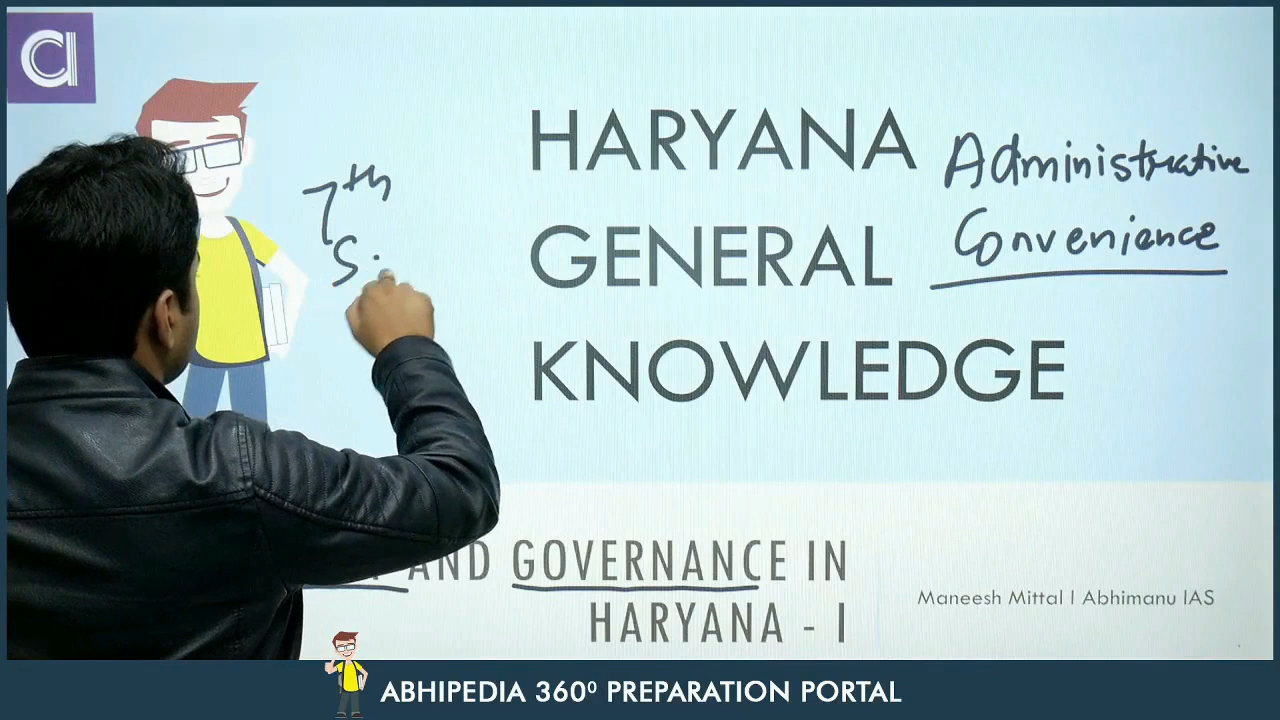 a
HARYANA
GENERAL
KNOWLEDGE
Administrative
Convenience
7th
S.
AND GOVERNANCE IN
HARYANA - I
Maneesh Mittal | Abhimanu IAS
ABHIPEDIA 360⁰ PREPARATION PORTAL